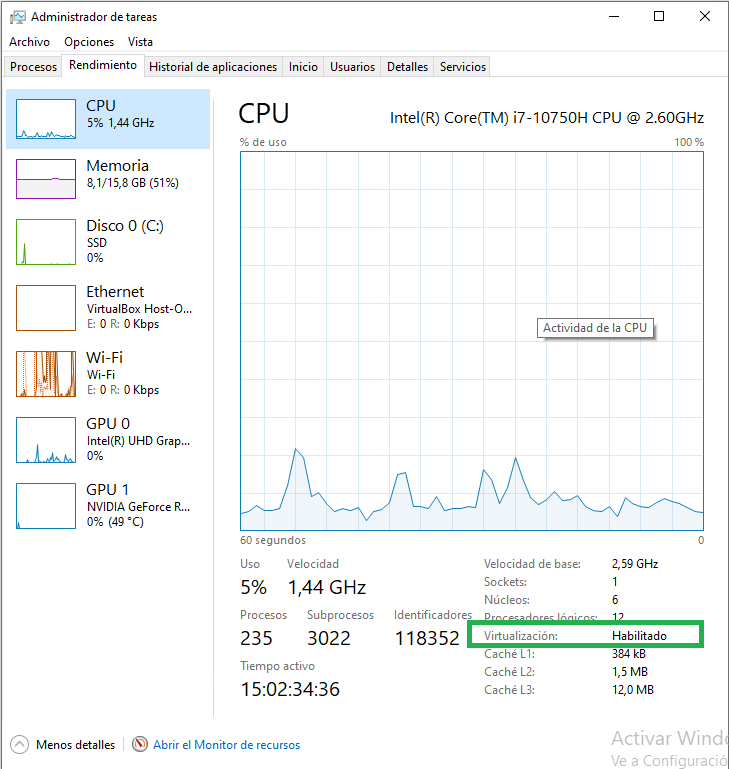 Administrador de tareas
Archivo Opciones Vista
Procesos Rendimiento Historial de aplicaciones Inicio Usuarios Detalles Servicios
CPU
5% 1,44 GHz
Memoria
8,1/15,8 GB (51%)
Disco 0 (C:)
SSD
0%
Ethernet
VirtualBox Host-O...
E: 0 R: 0 Kbps
Wi-Fi
Wi-Fi
E: 0 R: 0 Kbps
GPU 0
Intel(R) UHD Grap...
0%
GPU 1
NVIDIA GeForce R...
0% (49 °C)
CPU Intel(R) Core(TM) i7-10750H CPU @ 2.60GHz
% de uso 100 %
Actividad de la CPU
60 segundos 0
Uso Velocidad
5% 1,44 GHz
Procesos Subprocesos Identificadores
235 3022 118352
Tiempo activo
15:02:34:36
Velocidad de base: 2,59 GHz
Sockets: 1
Núcleos: 6
Procesadores lógicos: 12
Virtualización: Habilitado
Caché L1: 384 kB
Caché L2: 1,5 MB
Caché L3: 12,0 MB
Menos detalles Abrir el Monitor de recursos
Activar Windo
Ve a Configuració